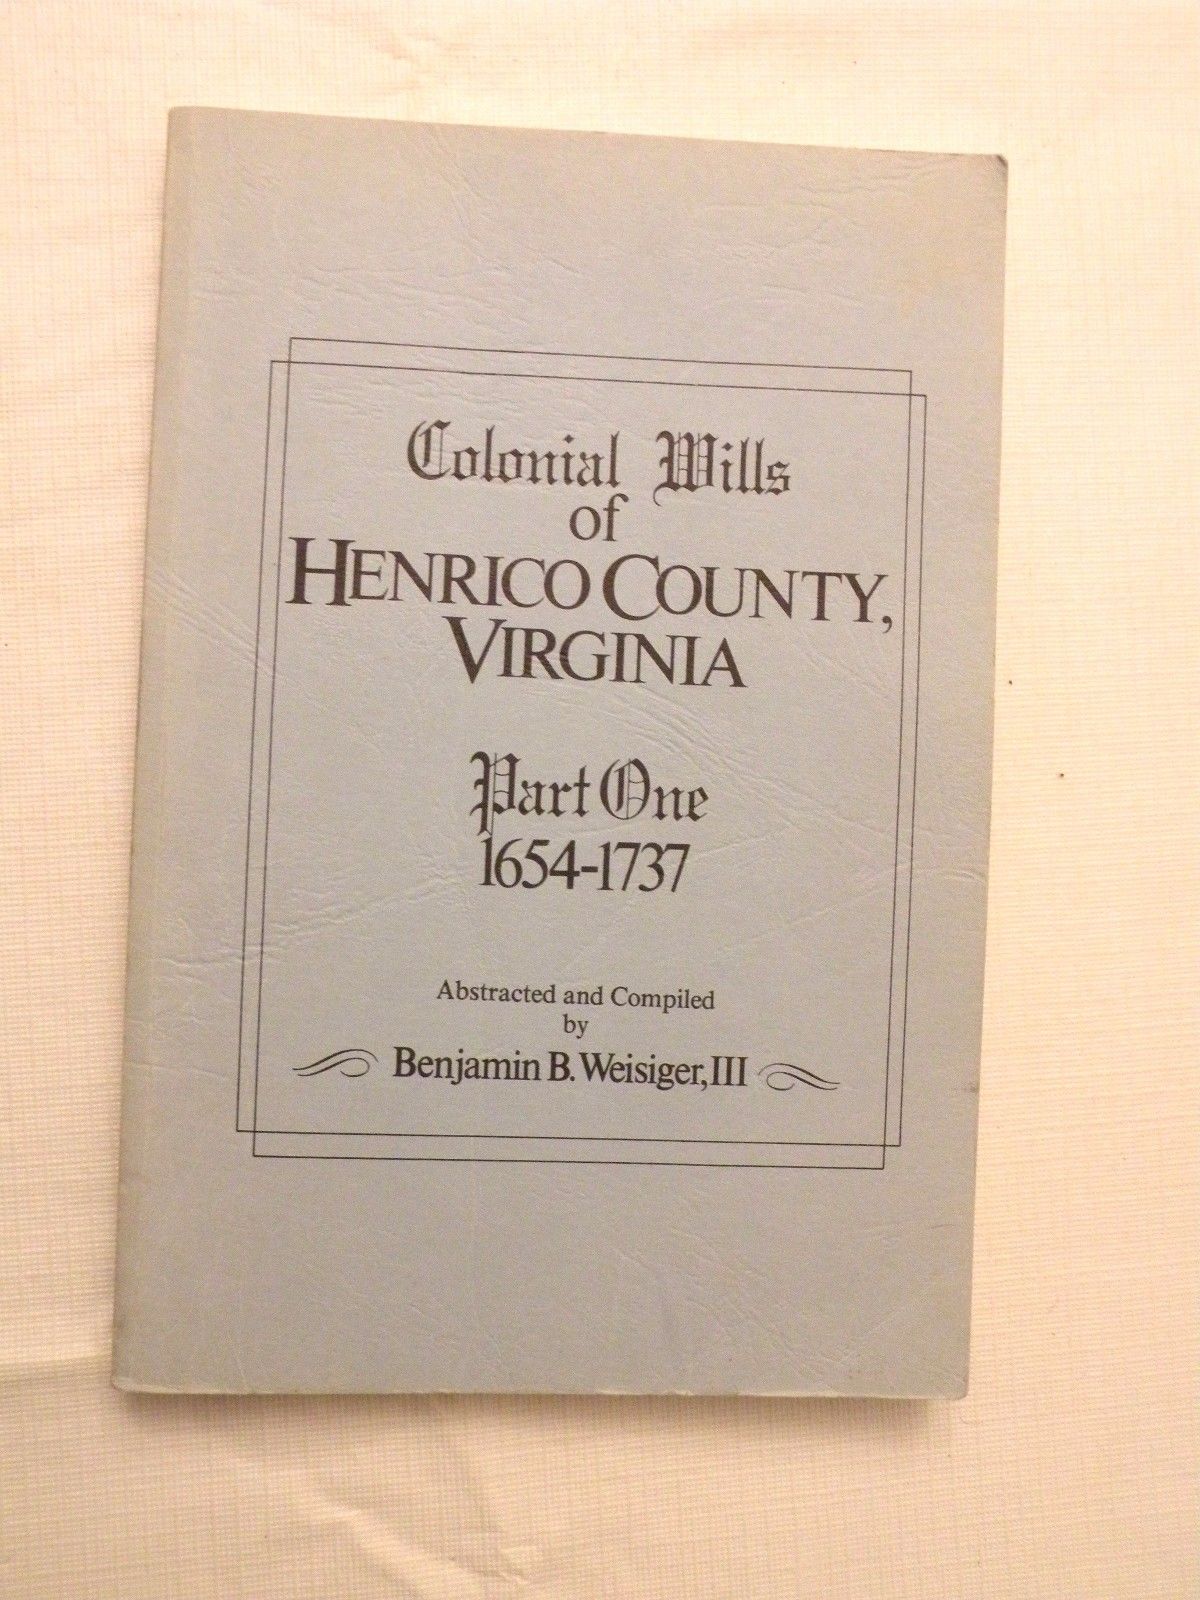 Colonial Wills
of
HENRICO COUNTY,
VIRGINIA
Part One
1654-1737
Abstracted and Compiled
by
Benjamin B. Weisiger, III